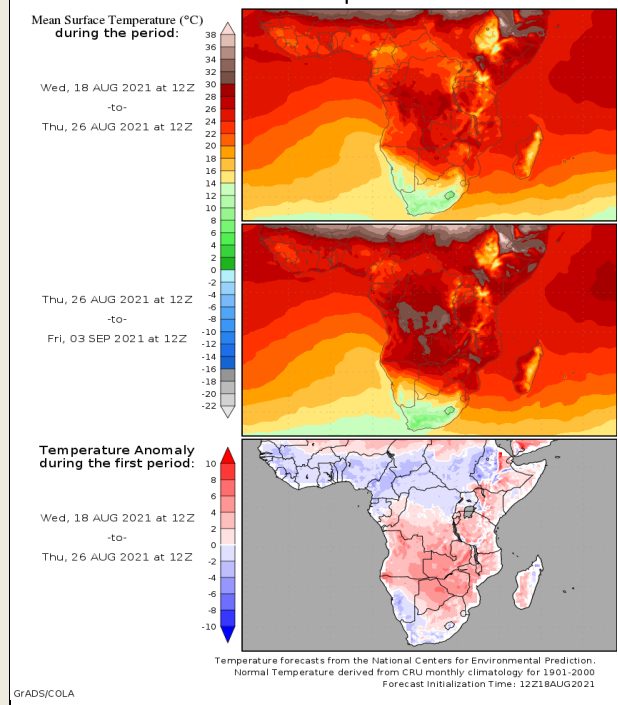 Mean Surface Temperature (°C)
during the period:
Wed, 18 AUG 2021 at 12Z
-to-
Thu, 26 AUG 2021 at 12Z
38
36
34
32
30
28
26
24
22
20
18
16
14
12
10
8
6
4
2
0
-2
-4
-6
-8
-10
-12
-14
-16
-18
-20
-22
Thu, 26 AUG 2021 at 12Z
-to-
Fri, 03 SEP 2021 at 12Z
Temperature Anomaly
during the first period:
Wed, 18 AUG 2021 at 12Z
-to-
Thu, 26 AUG 2021 at 12Z
10
8
6
4
2
0
-2
-4
-6
-8
-10
Temperature forecasts from the National Centers for Environmental Prediction.
Normal Temperature derived from CRU monthly climatology for 1901-2000
Forecast Initialization Time: 12Z18AUG2021
GrADS/COLA